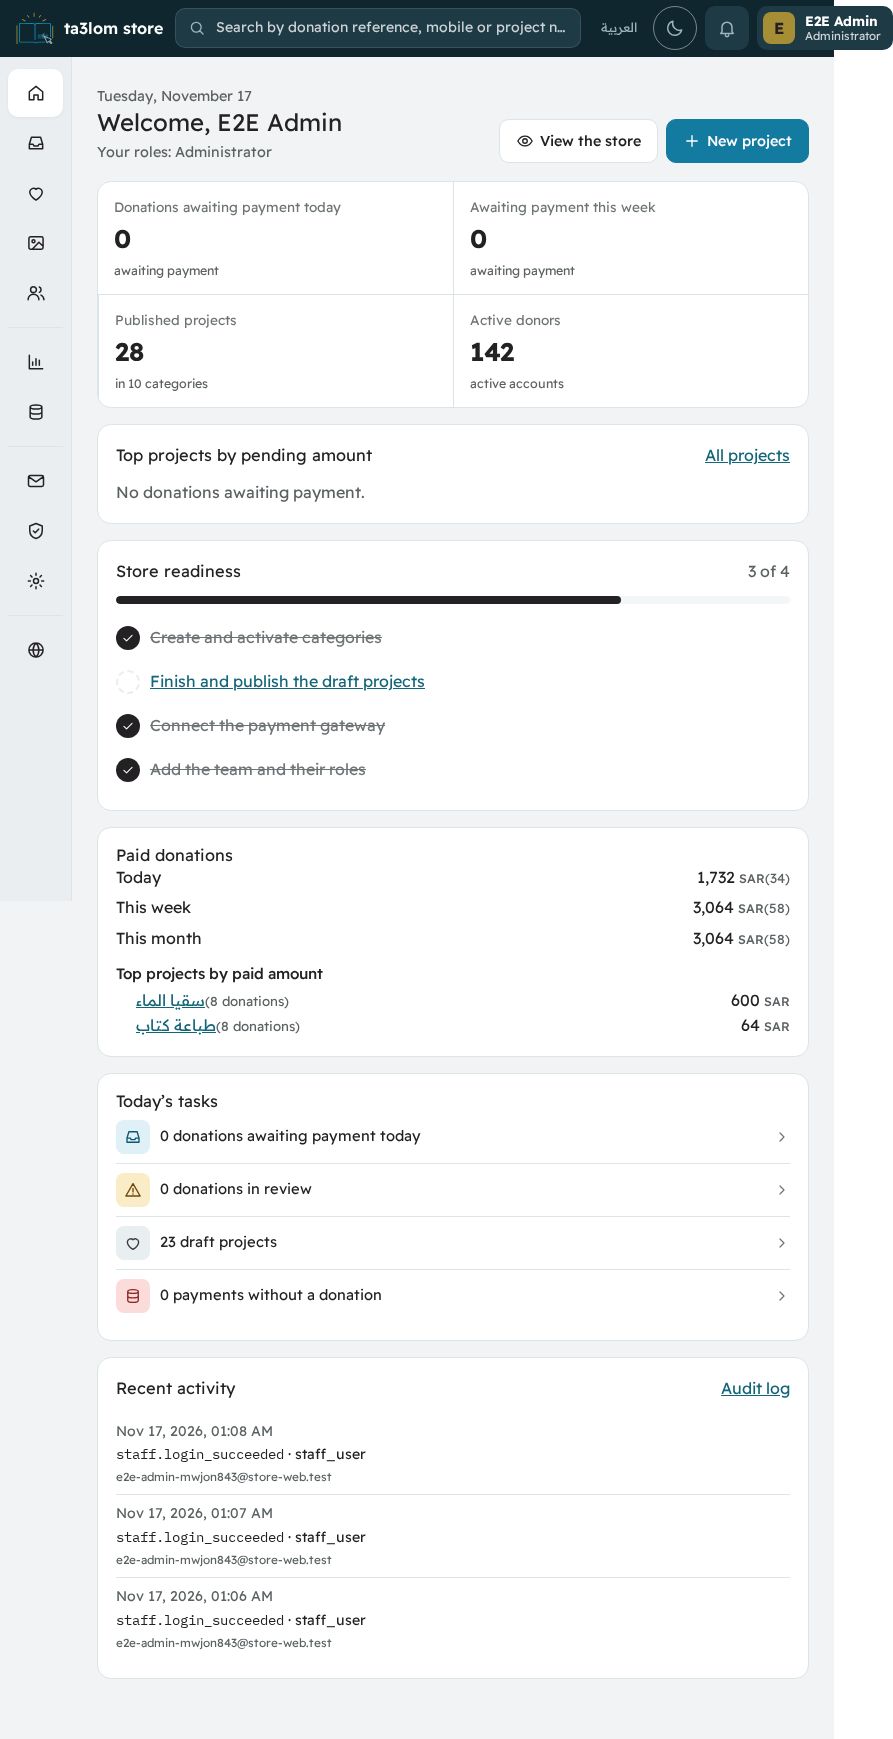 ta3lom store
Search by donation reference, mobile or project n…
العربية
E
E2E Admin
Administrator
Tuesday, November 17
Welcome, E2E Admin
Your roles: Administrator
View the store
New project
Donations awaiting payment today
0
awaiting payment
Awaiting payment this week
0
awaiting payment
Published projects
28
in 10 categories
Active donors
142
active accounts
Top projects by pending amount
All projects
No donations awaiting payment.
Store readiness
3 of 4
Create and activate categories
Finish and publish the draft projects
Connect the payment gateway
Add the team and their roles
Paid donations
Today 1,732 SAR(34)
This week 3,064 SAR(58)
This month 3,064 SAR(58)
Top projects by paid amount
سقيا الماء(8 donations) 600 SAR
طباعة كتاب(8 donations) 64 SAR
Today’s tasks
0 donations awaiting payment today
0 donations in review
23 draft projects
0 payments without a donation
Recent activity
Audit log
Nov 17, 2026, 01:08 AM
staff.login_succeeded · staff_user
e2e-admin-mwjon843@store-web.test
Nov 17, 2026, 01:07 AM
staff.login_succeeded · staff_user
e2e-admin-mwjon843@store-web.test
Nov 17, 2026, 01:06 AM
staff.login_succeeded · staff_user
e2e-admin-mwjon843@store-web.test